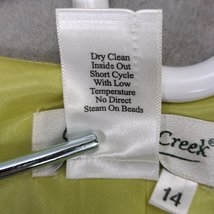 Dry Clean
Inside Out
Short Cycle
With Low
Temperature
No Direct
Steam On Beads
Creek®
14